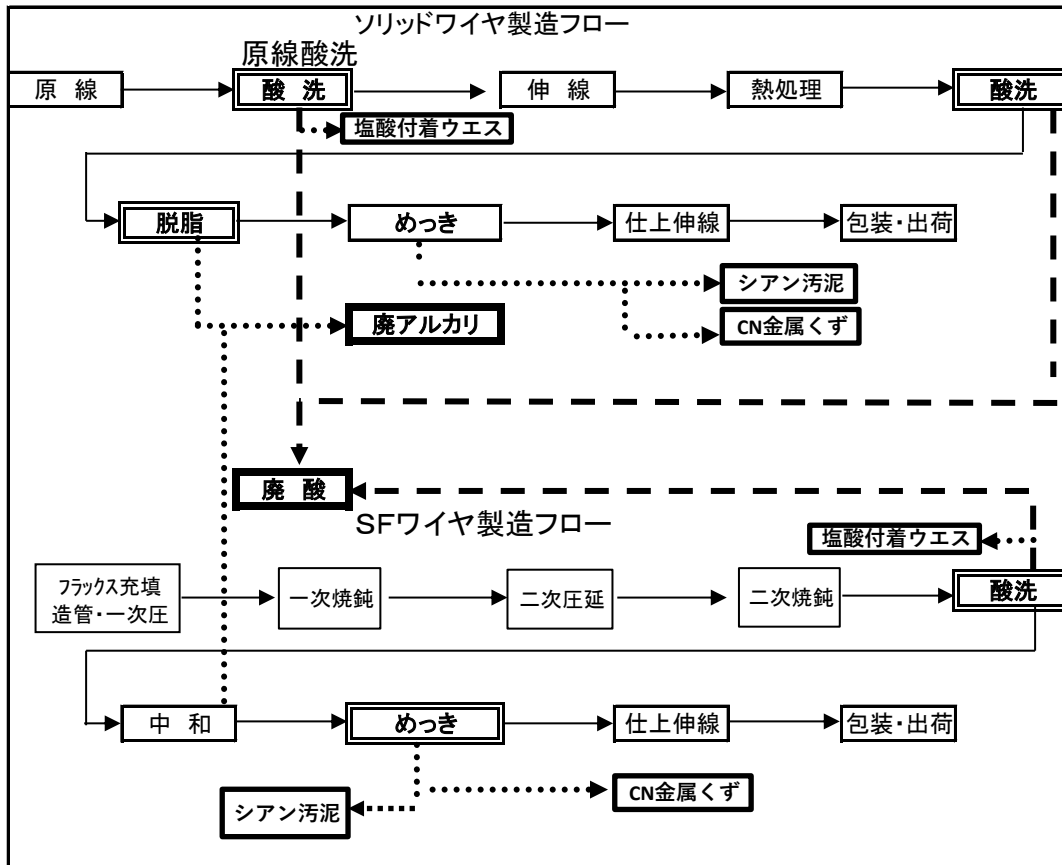 ソリッドワイヤ製造フロー
原線酸洗
原 線
酸 洗
伸 線
熱処理
酸洗
塩酸付着ウエス
脱脂
めっき
仕上伸線
包装・出荷
シアン汚泥
廃アルカリ
CN金属くず
廃 酸
SFワイヤ製造フロー
塩酸付着ウエス
フラックス充填
造管・一次圧
一次焼鈍
二次圧延
二次焼鈍
酸洗
中 和
めっき
仕上伸線
包装・出荷
シアン汚泥
CN金属くず